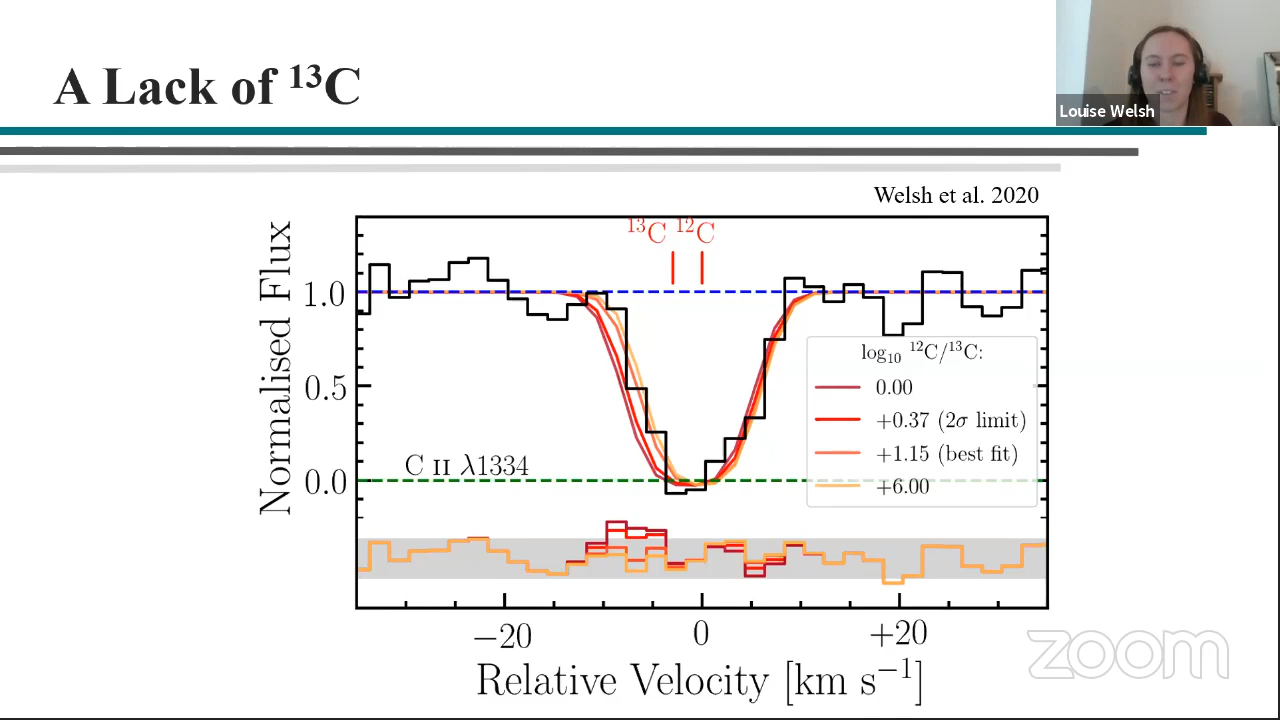 A Lack of ¹³C
Louise Welsh
Welsh et al. 2020
¹³C ¹²C
Normalised Flux
1.0
0.5
0.0
C II λ1334
log₁₀ ¹²C/¹³C:
0.00
+0.37 (2σ limit)
+1.15 (best fit)
+6.00
−20
0
+20
Relative Velocity [km s⁻¹]
zoom